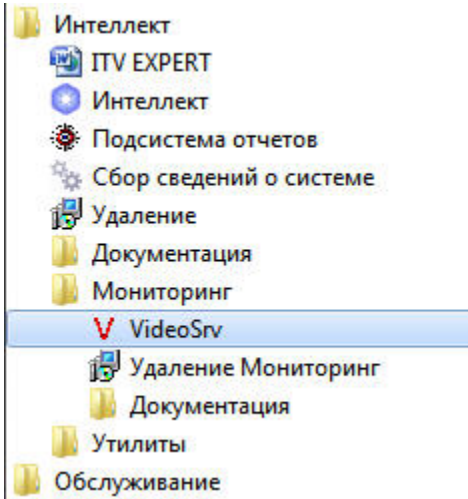 Интеллект
ITV EXPERT
Интеллект
Подсистема отчетов
Сбор сведений о системе
Удаление
Документация
Мониторинг
VideoSrv
Удаление Мониторинг
Документация
Утилиты
Обслуживание